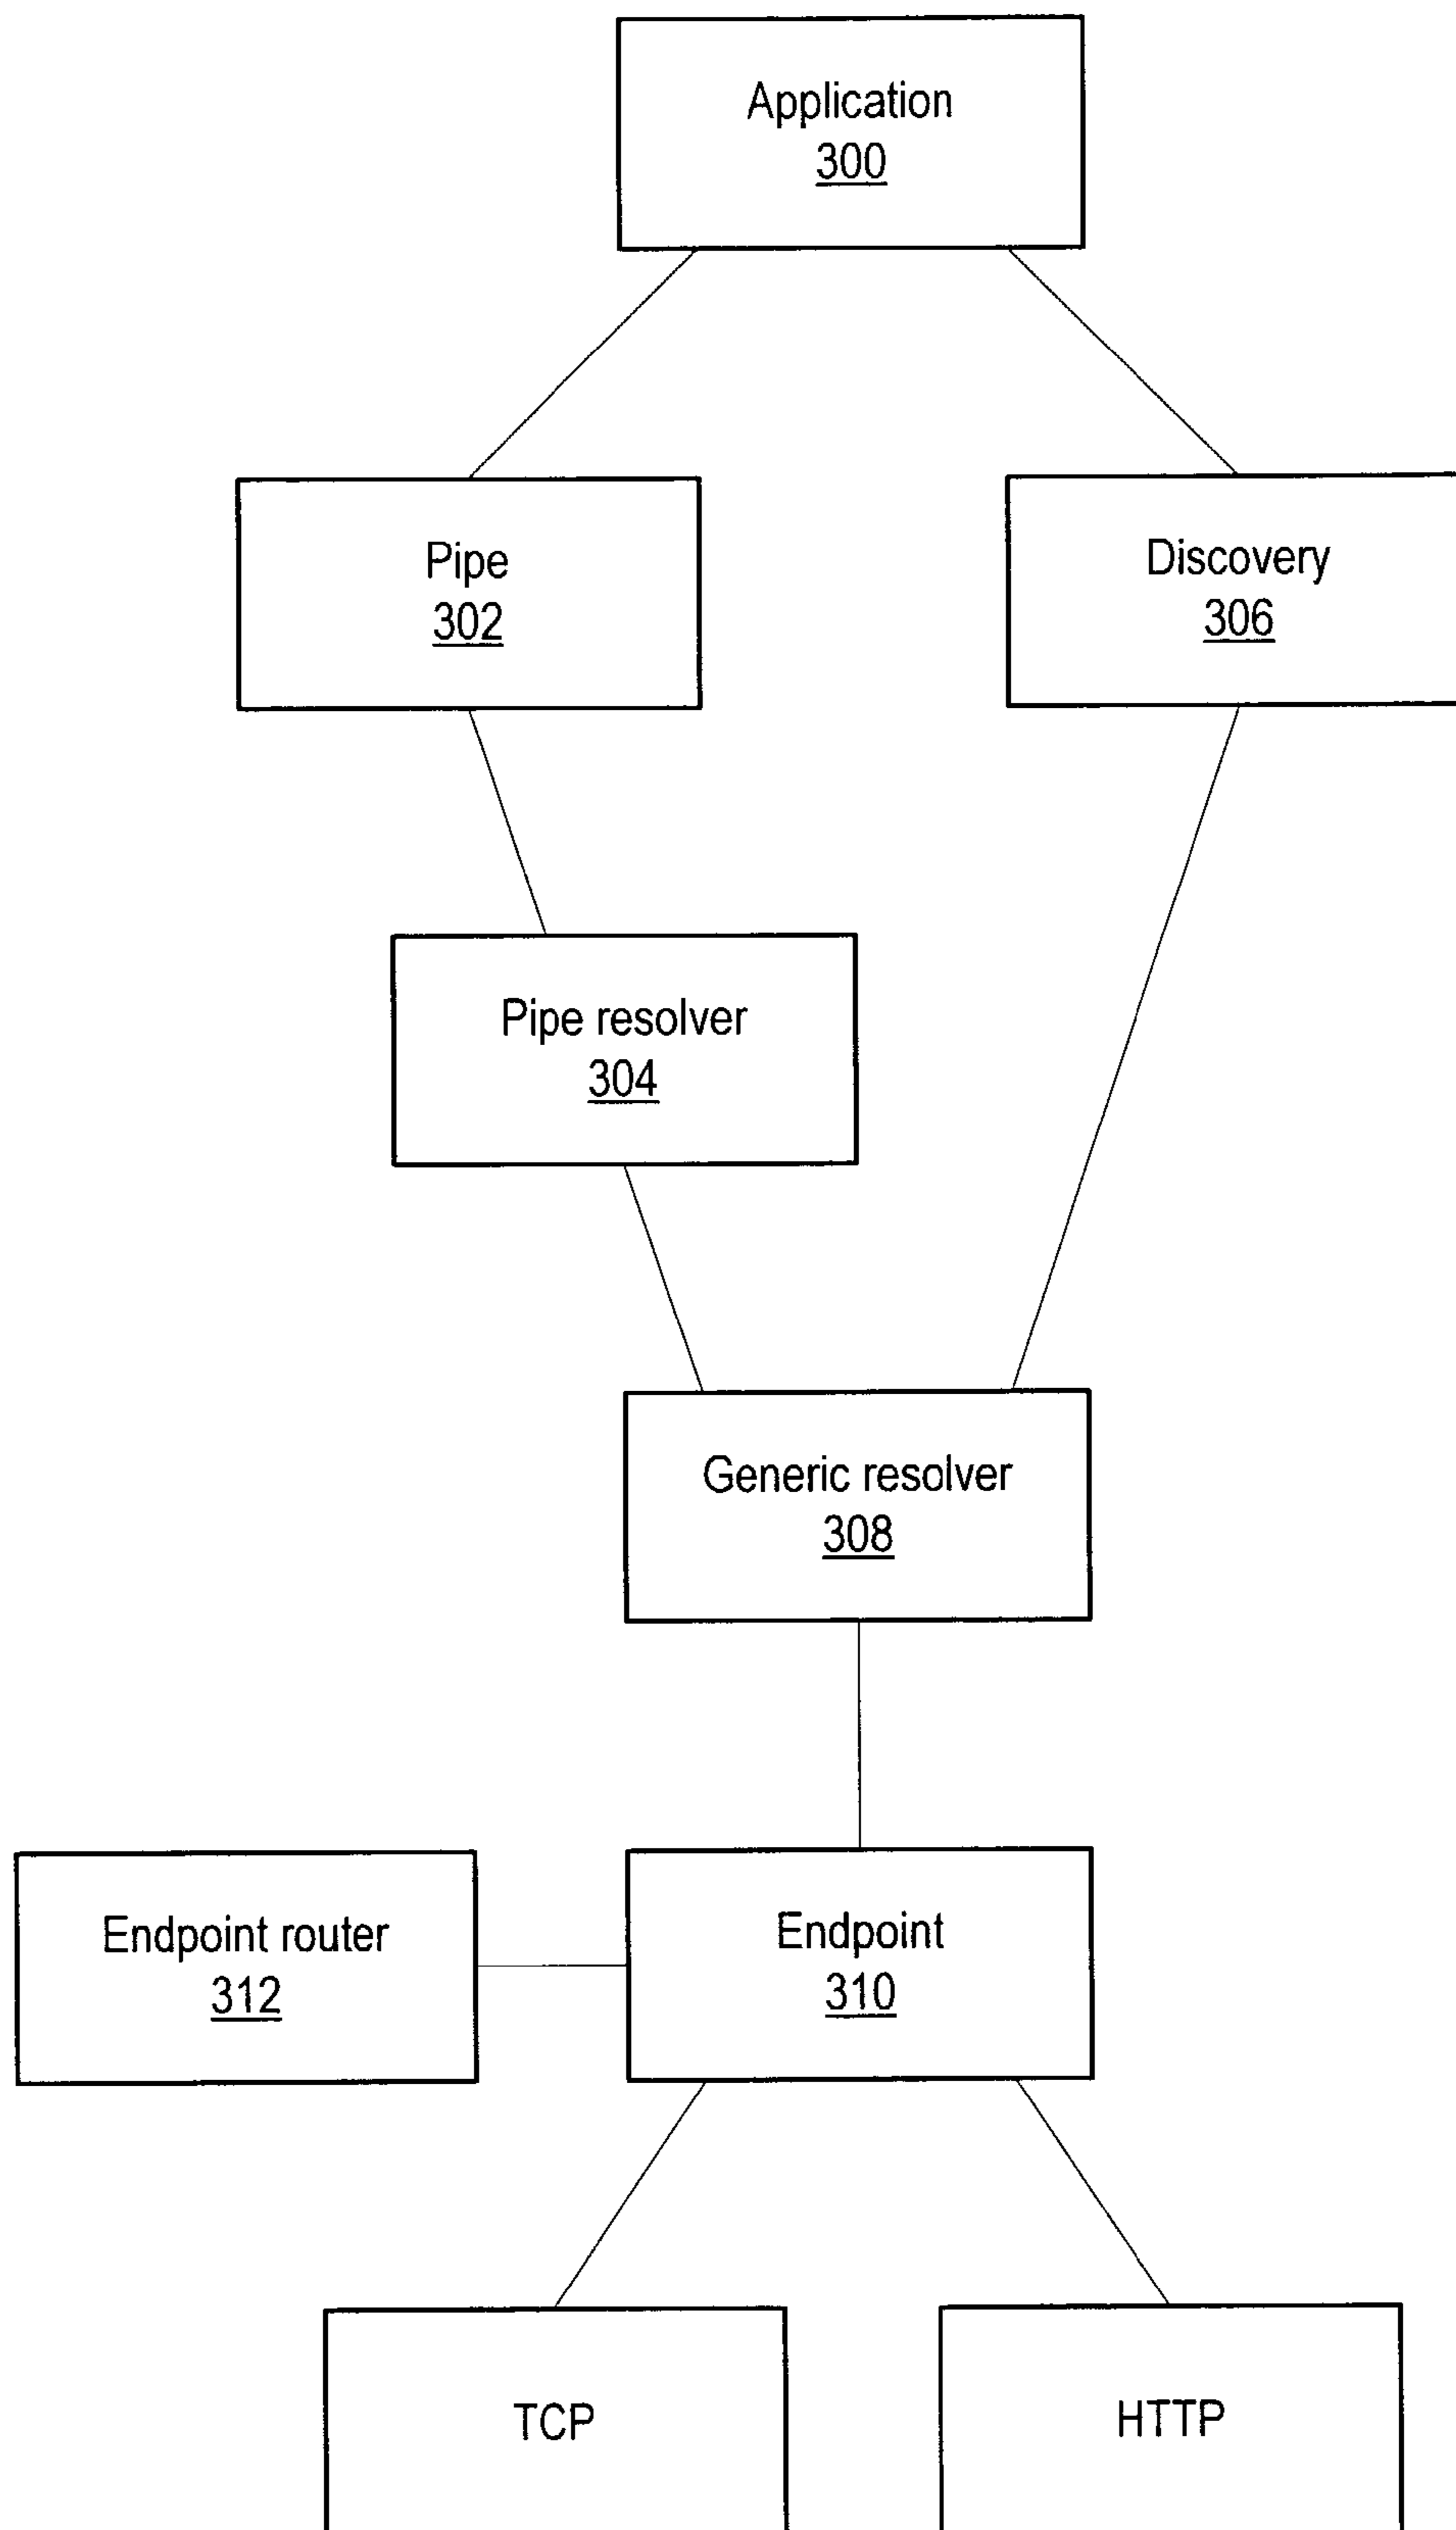 Application
300
Pipe
302
Discovery
306
Pipe resolver
304
Generic resolver
308
Endpoint router
312
Endpoint
310
TCP
HTTP